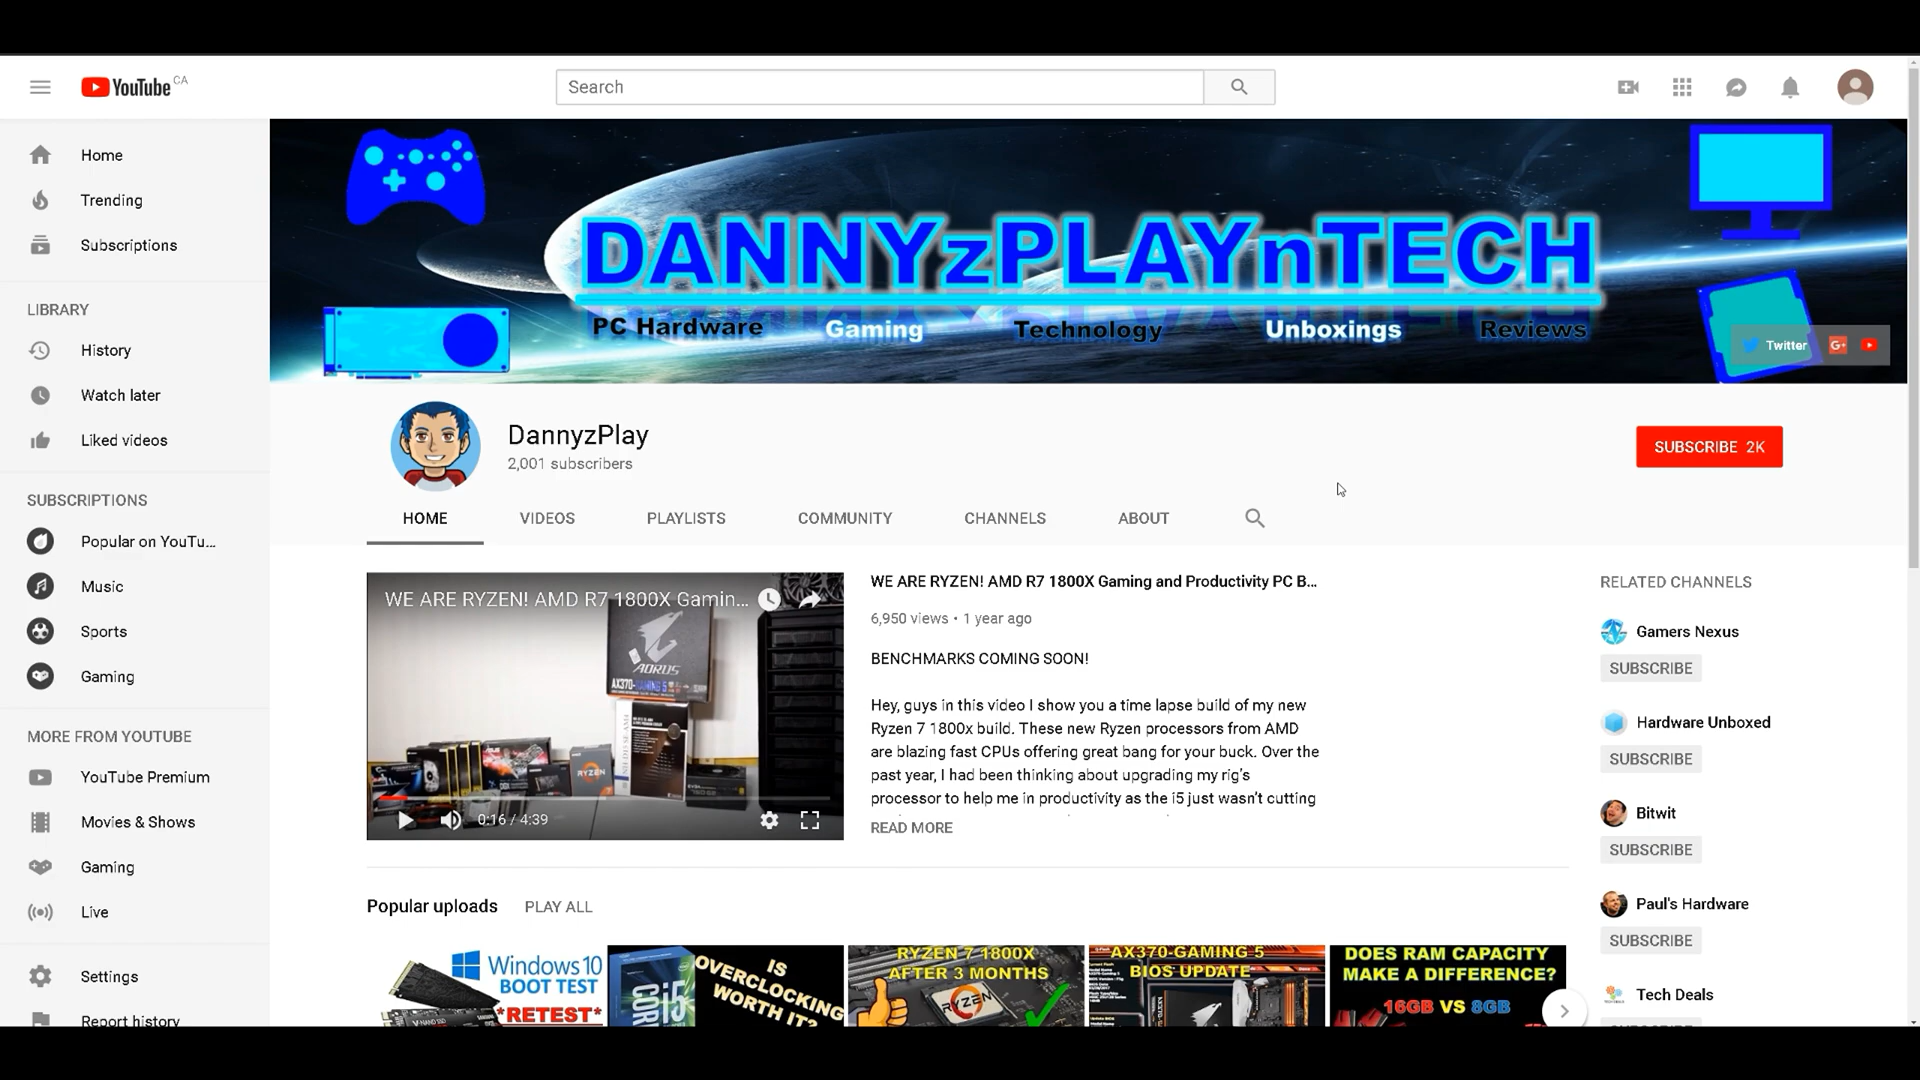 YouTube CA
Search
Home
Trending
Subscriptions
LIBRARY
History
Watch later
Liked videos
SUBSCRIPTIONS
Popular on YouTu...
Music
Sports
Gaming
MORE FROM YOUTUBE
YouTube Premium
Movies & Shows
Gaming
Live
Settings
Report history
DANNYzPLAYnTECH
PC Hardware Gaming Technology Unboxings Reviews
Twitter G+
DannyzPlay
2,001 subscribers
SUBSCRIBE 2K
HOME VIDEOS PLAYLISTS COMMUNITY CHANNELS ABOUT
WE ARE RYZEN! AMD R7 1800X Gamin...
AORUS
AX370-GAMING 5
RYZEN
0:16 / 4:39
WE ARE RYZEN! AMD R7 1800X Gaming and Productivity PC B...
6,950 views • 1 year ago
BENCHMARKS COMING SOON!
Hey, guys in this video I show you a time lapse build of my new
Ryzen 7 1800x build. These new Ryzen processors from AMD
are blazing fast CPUs offering great bang for your buck. Over the
past year, I had been thinking about upgrading my rig's
processor to help me in productivity as the i5 just wasn't cutting
READ MORE
Popular uploads PLAY ALL
Windows 10
BOOT TEST
*RETEST*
CORE i5
IS
OVERCLOCKING
WORTH IT?
RYZEN 7 1800X
AFTER 3 MONTHS
RYZEN
AX370-GAMING 5
BIOS UPDATE
DOES RAM CAPACITY
MAKE A DIFFERENCE?
16GB VS 8GB
RELATED CHANNELS
Gamers Nexus
SUBSCRIBE
Hardware Unboxed
SUBSCRIBE
Bitwit
SUBSCRIBE
Paul's Hardware
SUBSCRIBE
Tech Deals